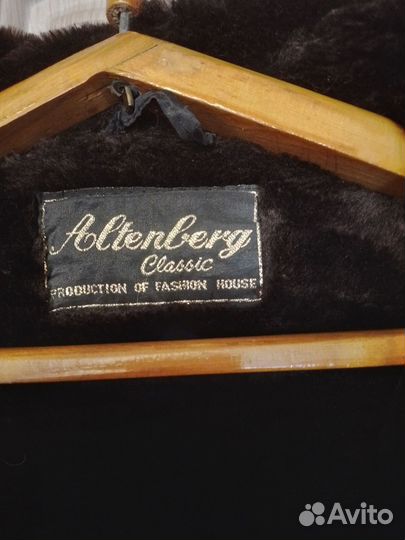 Altenberg
Classic
PRODUCTION OF FASHION HOUSE
Avito